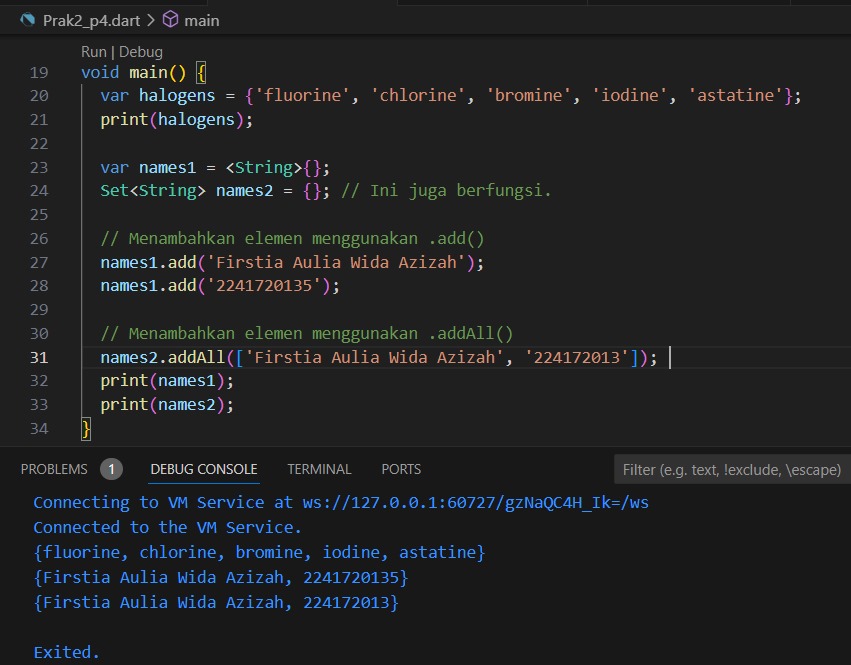 Prak2_p4.dart > main
Run | Debug
19 void main() {
20 var halogens = {'fluorine', 'chlorine', 'bromine', 'iodine', 'astatine'};
21 print(halogens);
22
23 var names1 = <String>{};
24 Set<String> names2 = {}; // Ini juga berfungsi.
25
26 // Menambahkan elemen menggunakan .add()
27 names1.add('Firstia Aulia Wida Azizah');
28 names1.add('2241720135');
29
30 // Menambahkan elemen menggunakan .addAll()
31 names2.addAll(['Firstia Aulia Wida Azizah', '224172013']);
32 print(names1);
33 print(names2);
34 }
PROBLEMS 1 DEBUG CONSOLE TERMINAL PORTS Filter (e.g. text, !exclude, \escape)
Connecting to VM Service at ws://127.0.0.1:60727/gzNaQC4H_Ik=/ws
Connected to the VM Service.
{fluorine, chlorine, bromine, iodine, astatine}
{Firstia Aulia Wida Azizah, 2241720135}
{Firstia Aulia Wida Azizah, 224172013}
Exited.